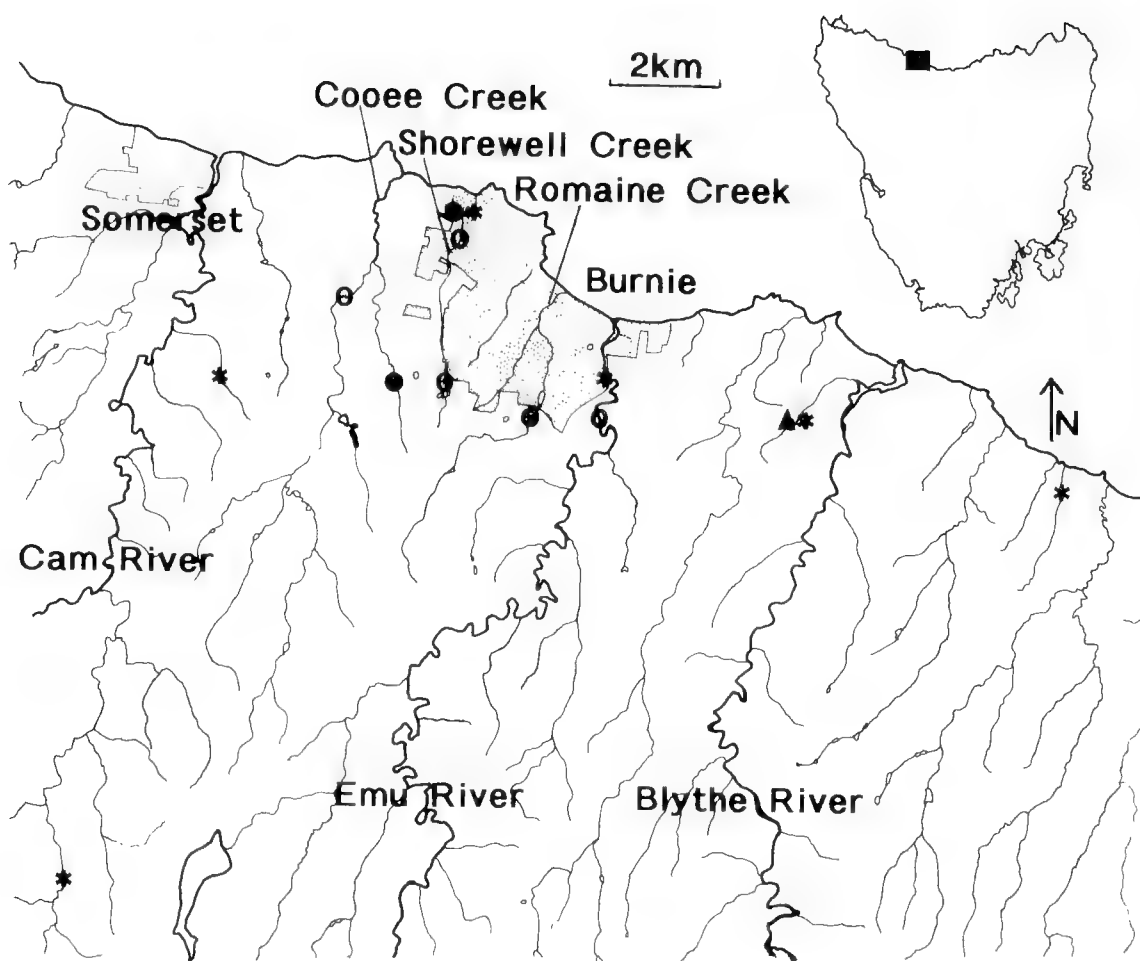 2km
Cooee Creek
Shorewell Creek
Romaine Creek
Somerset
Burnie
N
Cam River
Emu River
Blythe River